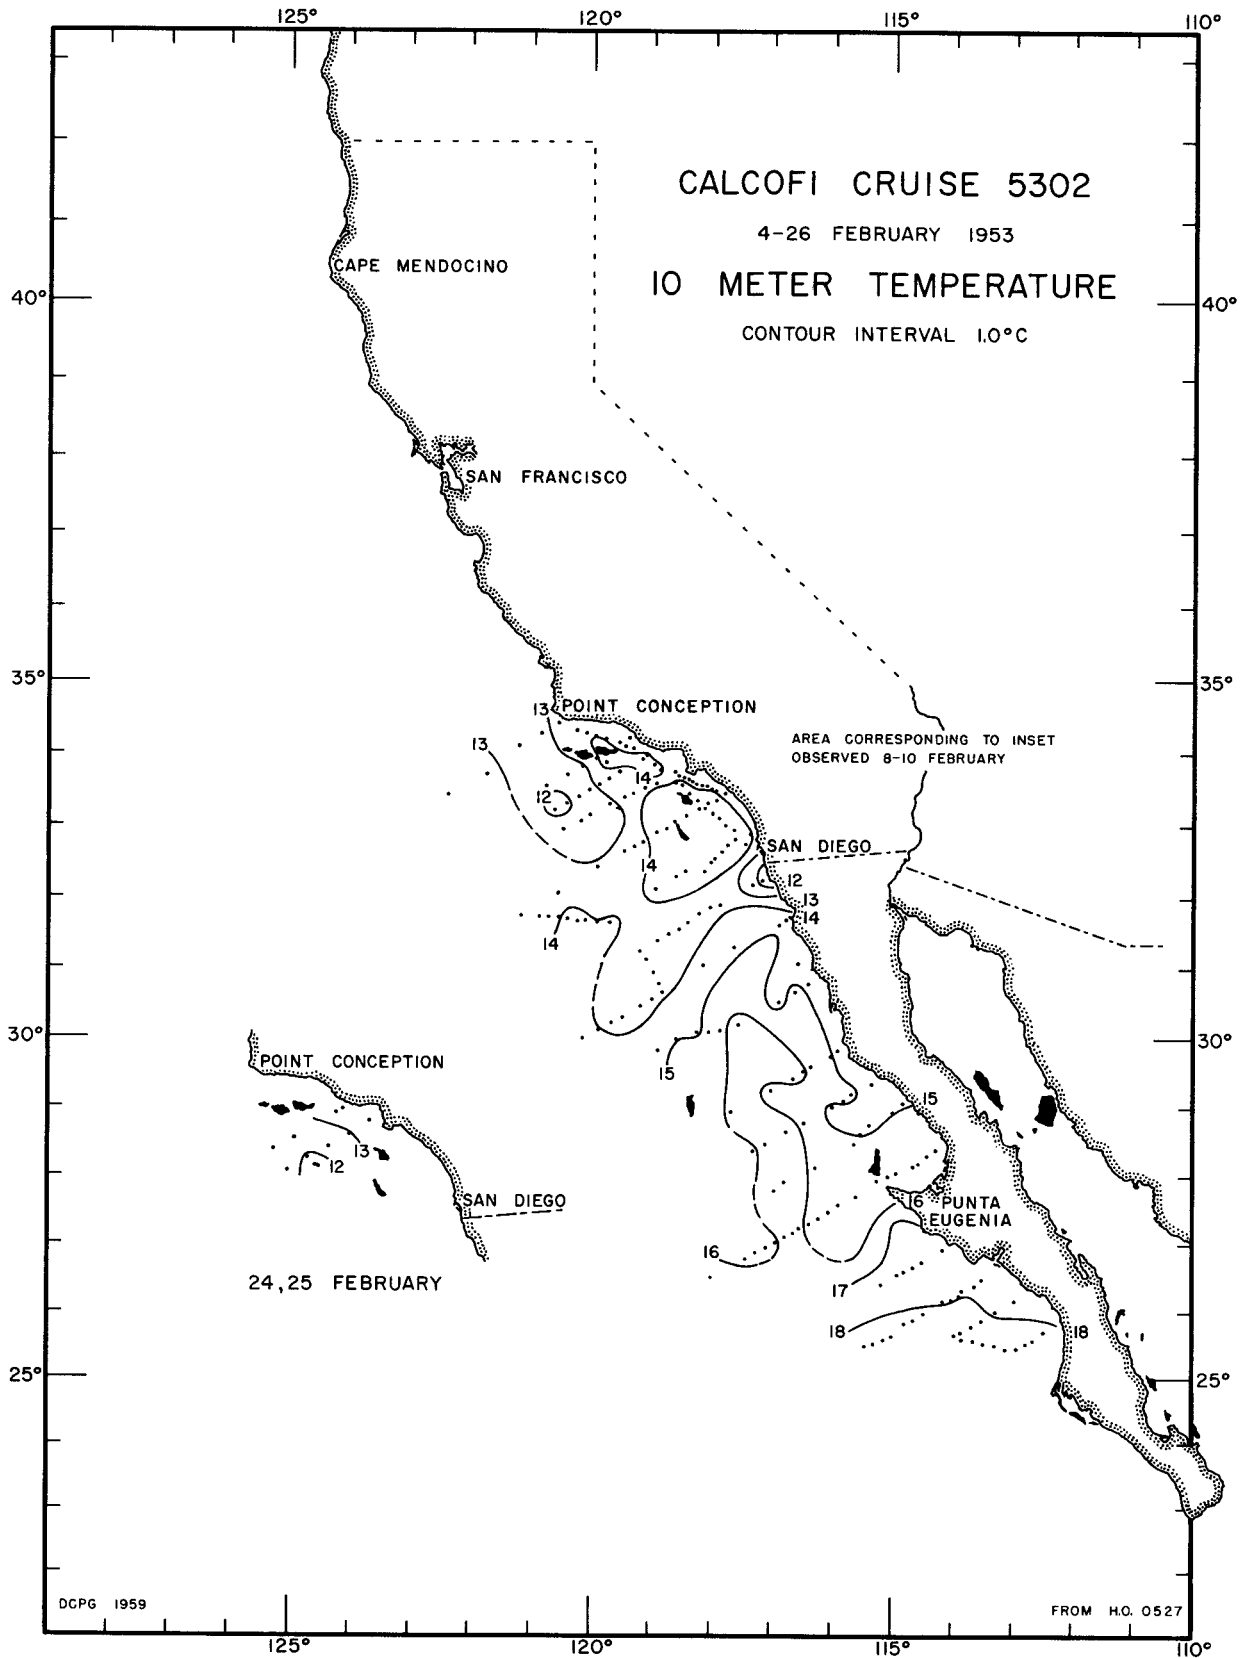 125° 120° 115° 110°
CALCOFI CRUISE 5302
4-26 FEBRUARY 1953
CAPE MENDOCINO
10 METER TEMPERATURE
40° 40°
CONTOUR INTERVAL 1.0°C
SAN FRANCISCO
35° 35°
13 POINT CONCEPTION
13
AREA CORRESPONDING TO INSET
OBSERVED 8-10 FEBRUARY
14
12
SAN DIEGO
14
12
13
14
14
30° 30°
POINT CONCEPTION
15
15
13
12
SAN DIEGO
16 PUNTA
EUGENIA
16
24,25 FEBRUARY
17
18 18
25° 25°
DCPG 1959
FROM H.O. 0527
125° 120° 115° 110°